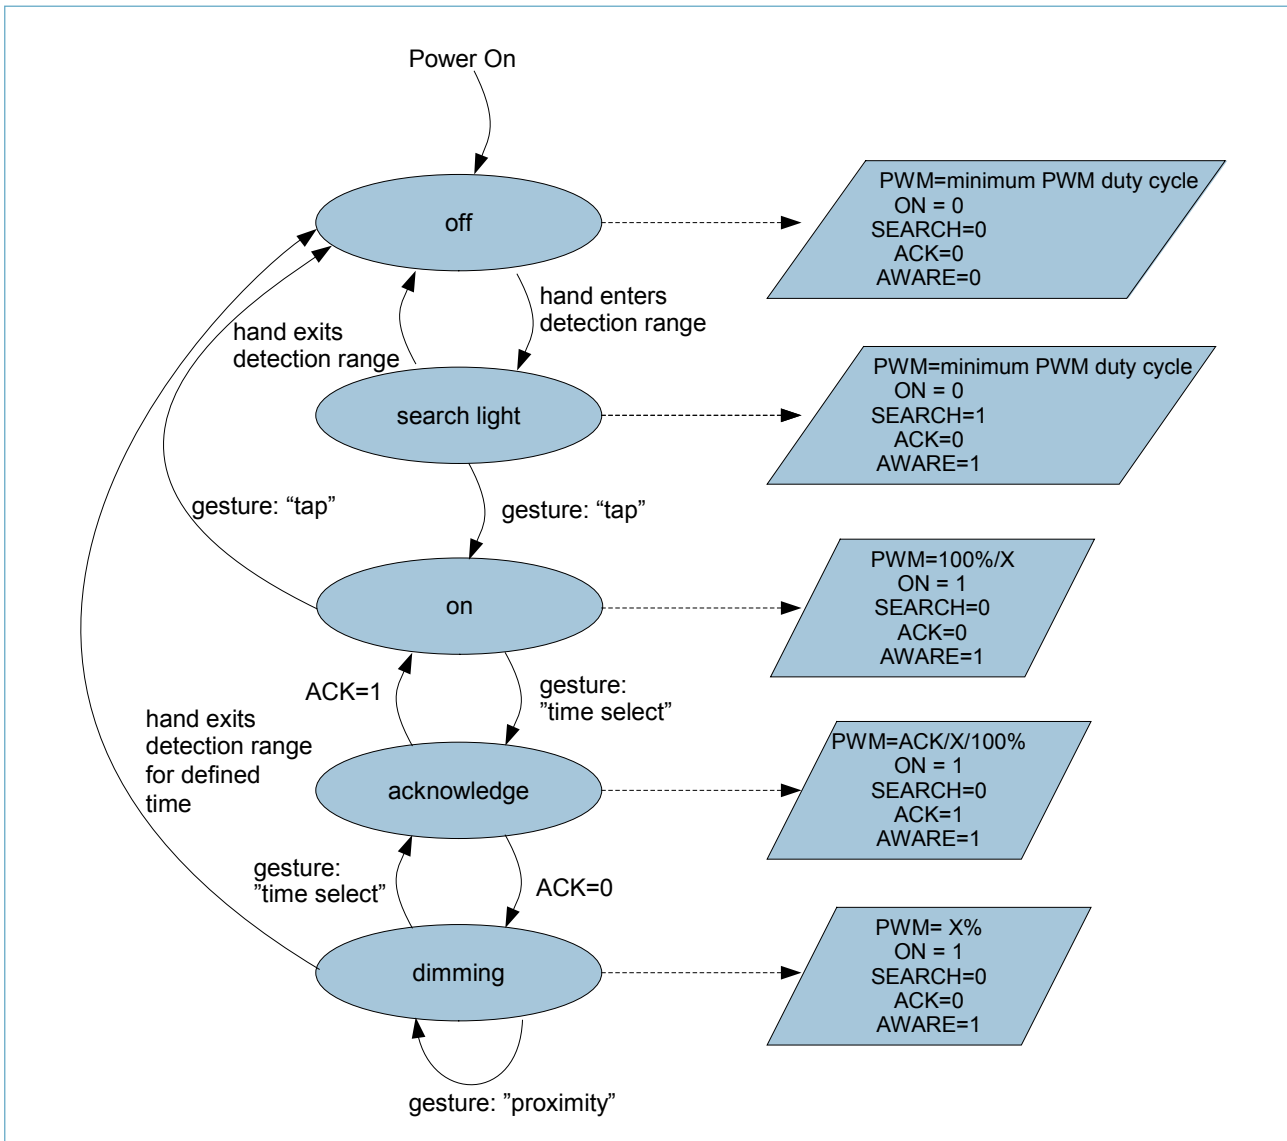 Power On
off
PWM=minimum PWM duty cycle
ON = 0
SEARCH=0
ACK=0
AWARE=0
hand enters
detection range
hand exits
detection range
search light
PWM=minimum PWM duty cycle
ON = 0
SEARCH=1
ACK=0
AWARE=1
gesture: “tap”
gesture: “tap”
on
PWM=100%/X
ON = 1
SEARCH=0
ACK=0
AWARE=1
ACK=1
gesture:
”time select”
hand exits
detection range
for defined
time
acknowledge
PWM=ACK/X/100%
ON = 1
SEARCH=0
ACK=1
AWARE=1
gesture:
”time select”
ACK=0
dimming
PWM= X%
ON = 1
SEARCH=0
ACK=0
AWARE=1
gesture: ”proximity”